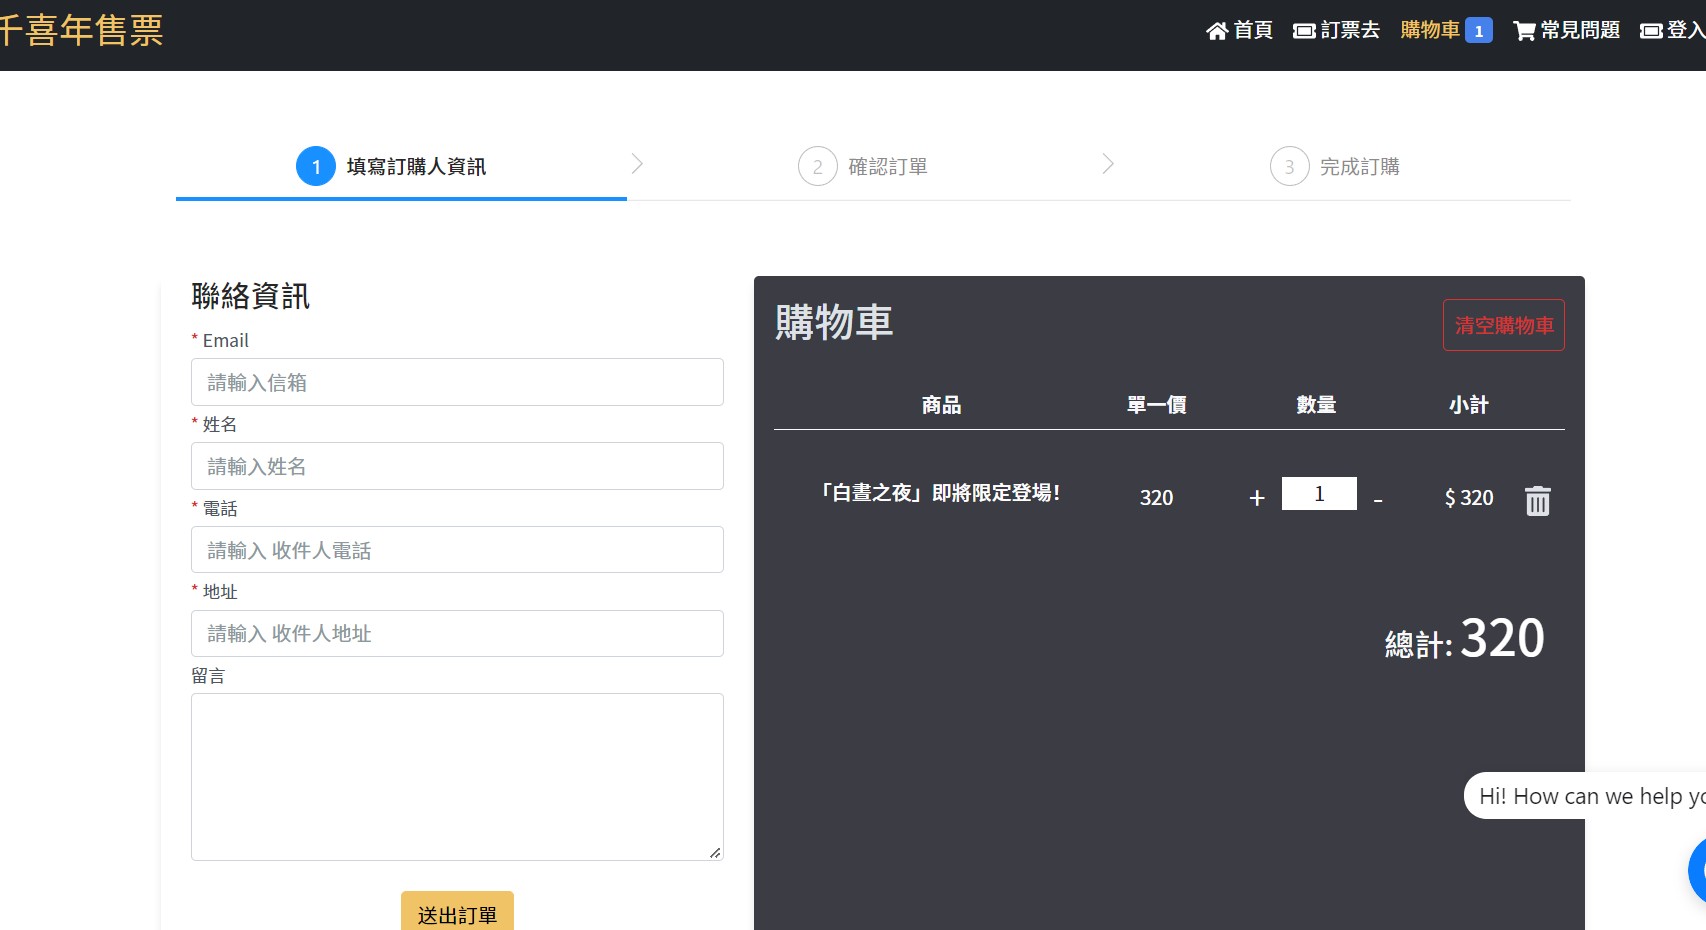 千喜年售票
首頁 訂票去 購物車 1 常見問題 登入
1 填寫訂購人資訊
2 確認訂單
3 完成訂購
聯絡資訊
* Email
請輸入信箱
* 姓名
請輸入姓名
* 電話
請輸入 收件人電話
* 地址
請輸入 收件人地址
留言
送出訂單
購物車
清空購物車
商品 單一價 數量 小計
「白晝之夜」即將限定登場! 320 + 1 - $ 320
總計: 320
Hi! How can we help yo